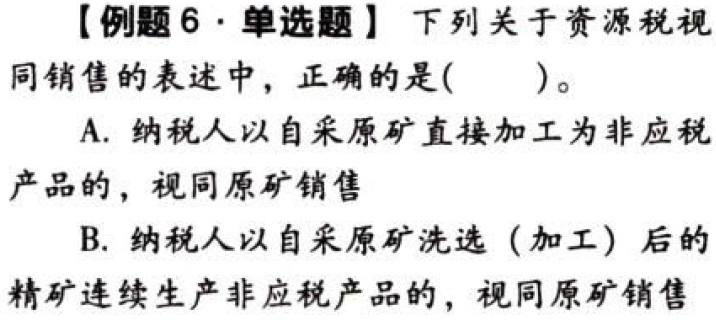 【例题6·单选题】 下列关于资源税视
同销售的表述中，正确的是(  )。
A. 纳税人以自采原矿直接加工为非应税
产品的，视同原矿销售
B. 纳税人以自采原矿洗选（加工）后的
精矿连续生产非应税产品的，视同原矿销售